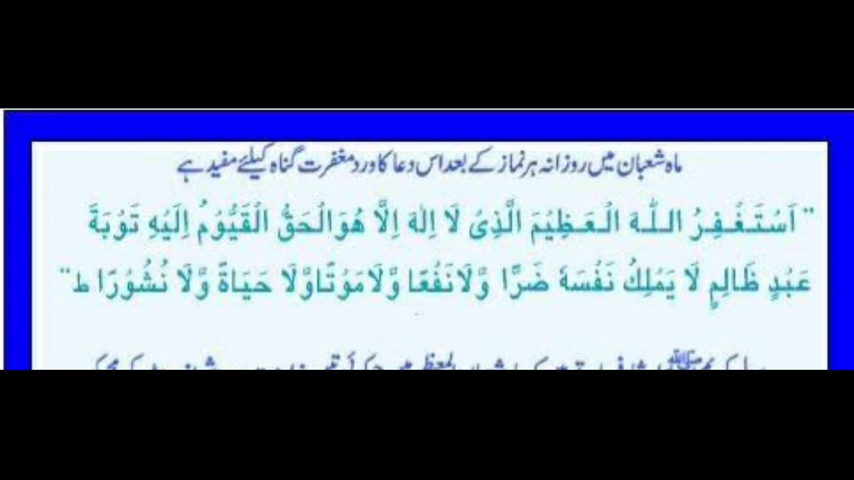 ماہ شعبان میں روزانہ ہر نماز کے بعد اس دعا کا ورد مغفرت گناہ کیلئے مفید ہے
"اَسْتَغْفِرُ اللّٰهَ الْعَظِيْمَ الَّذِىْ لَا اِلٰهَ اِلَّا هُوَ الْحَقُّ الْقَيُّوْمُ اِلَيْهِ تَوْبَةَ
عَبْدٍ ظَالِمٍ لَا يَمْلِكُ نَفْسَهٗ ضَرًّا وَّلَا نَفْعًا وَّلَا مَوْتًا وَّلَا حَيَاةً وَّلَا نُشُوْرًا ط"